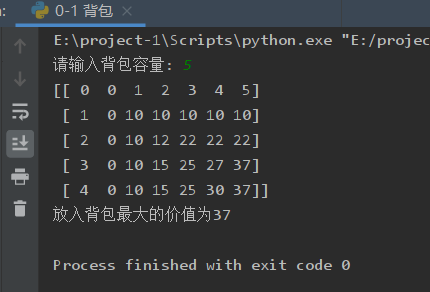 :
0-1 背包 ×
E:\project-1\Scripts\python.exe "E:/projec
请输入背包容量: 5
[[ 0  0  1  2  3  4  5]
 [ 1  0 10 10 10 10 10]
 [ 2  0 10 12 22 22 22]
 [ 3  0 10 15 25 27 37]
 [ 4  0 10 15 25 30 37]]
放入背包最大的价值为37
Process finished with exit code 0